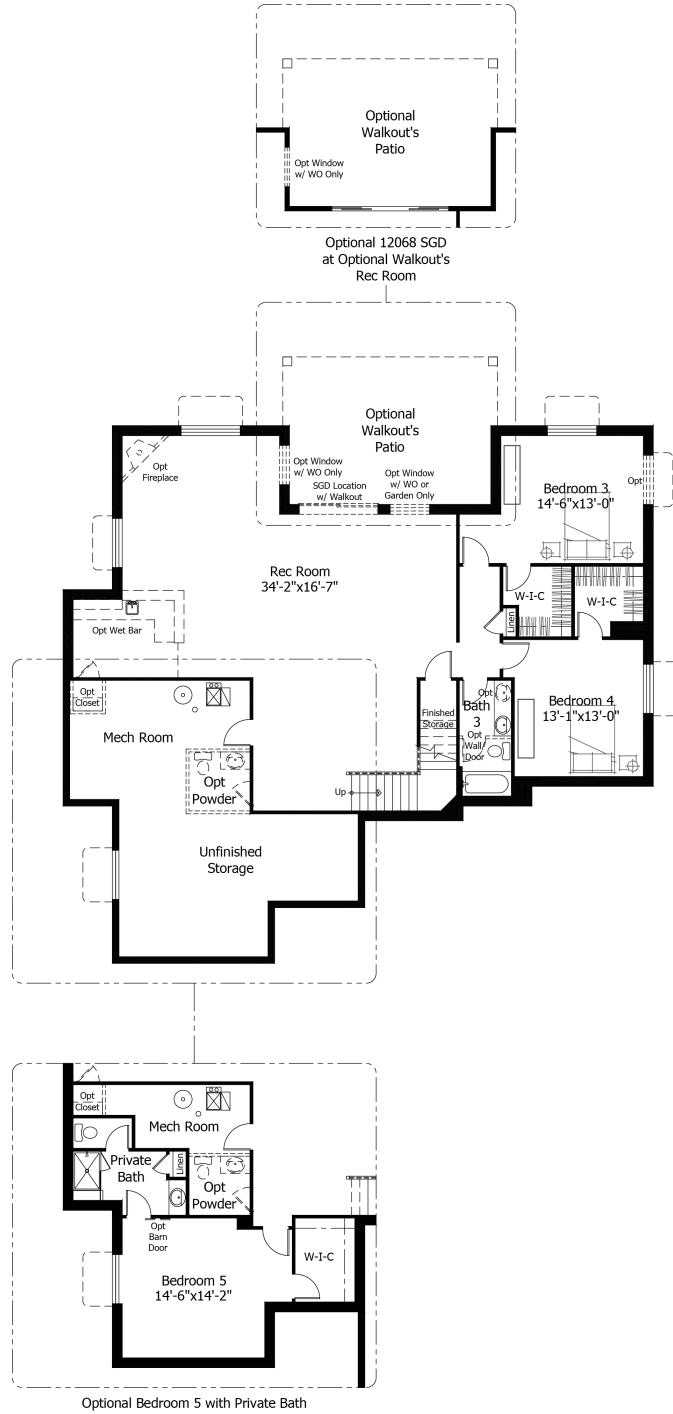 Optional
Walkout's
Patio
Opt Window
w/ WO Only
Optional 12068 SGD
at Optional Walkout's
Rec Room
Optional
Walkout's
Patio
Opt
Fireplace
Opt Window
w/ WO Only
SGD Location
w/ Walkout
Opt Window
w/ WO or
Garden Only
Bedroom 3
14'-6"x13'-0"
Opt
Rec Room
34'-2"x16'-7"
W-I-C
W-I-C
Linen
Opt Wet Bar
Opt
Closet
Mech Room
Opt
Powder
Finished
Storage
Up
Opt
Bath
3
Opt
Wall/
Door
Bedroom 4
13'-1"x13'-0"
Unfinished
Storage
Opt
Closet
Mech Room
Private
Bath
Linen
Opt
Powder
Opt
Barn
Door
W-I-C
Bedroom 5
14'-6"x14'-2"
Optional Bedroom 5 with Private Bath